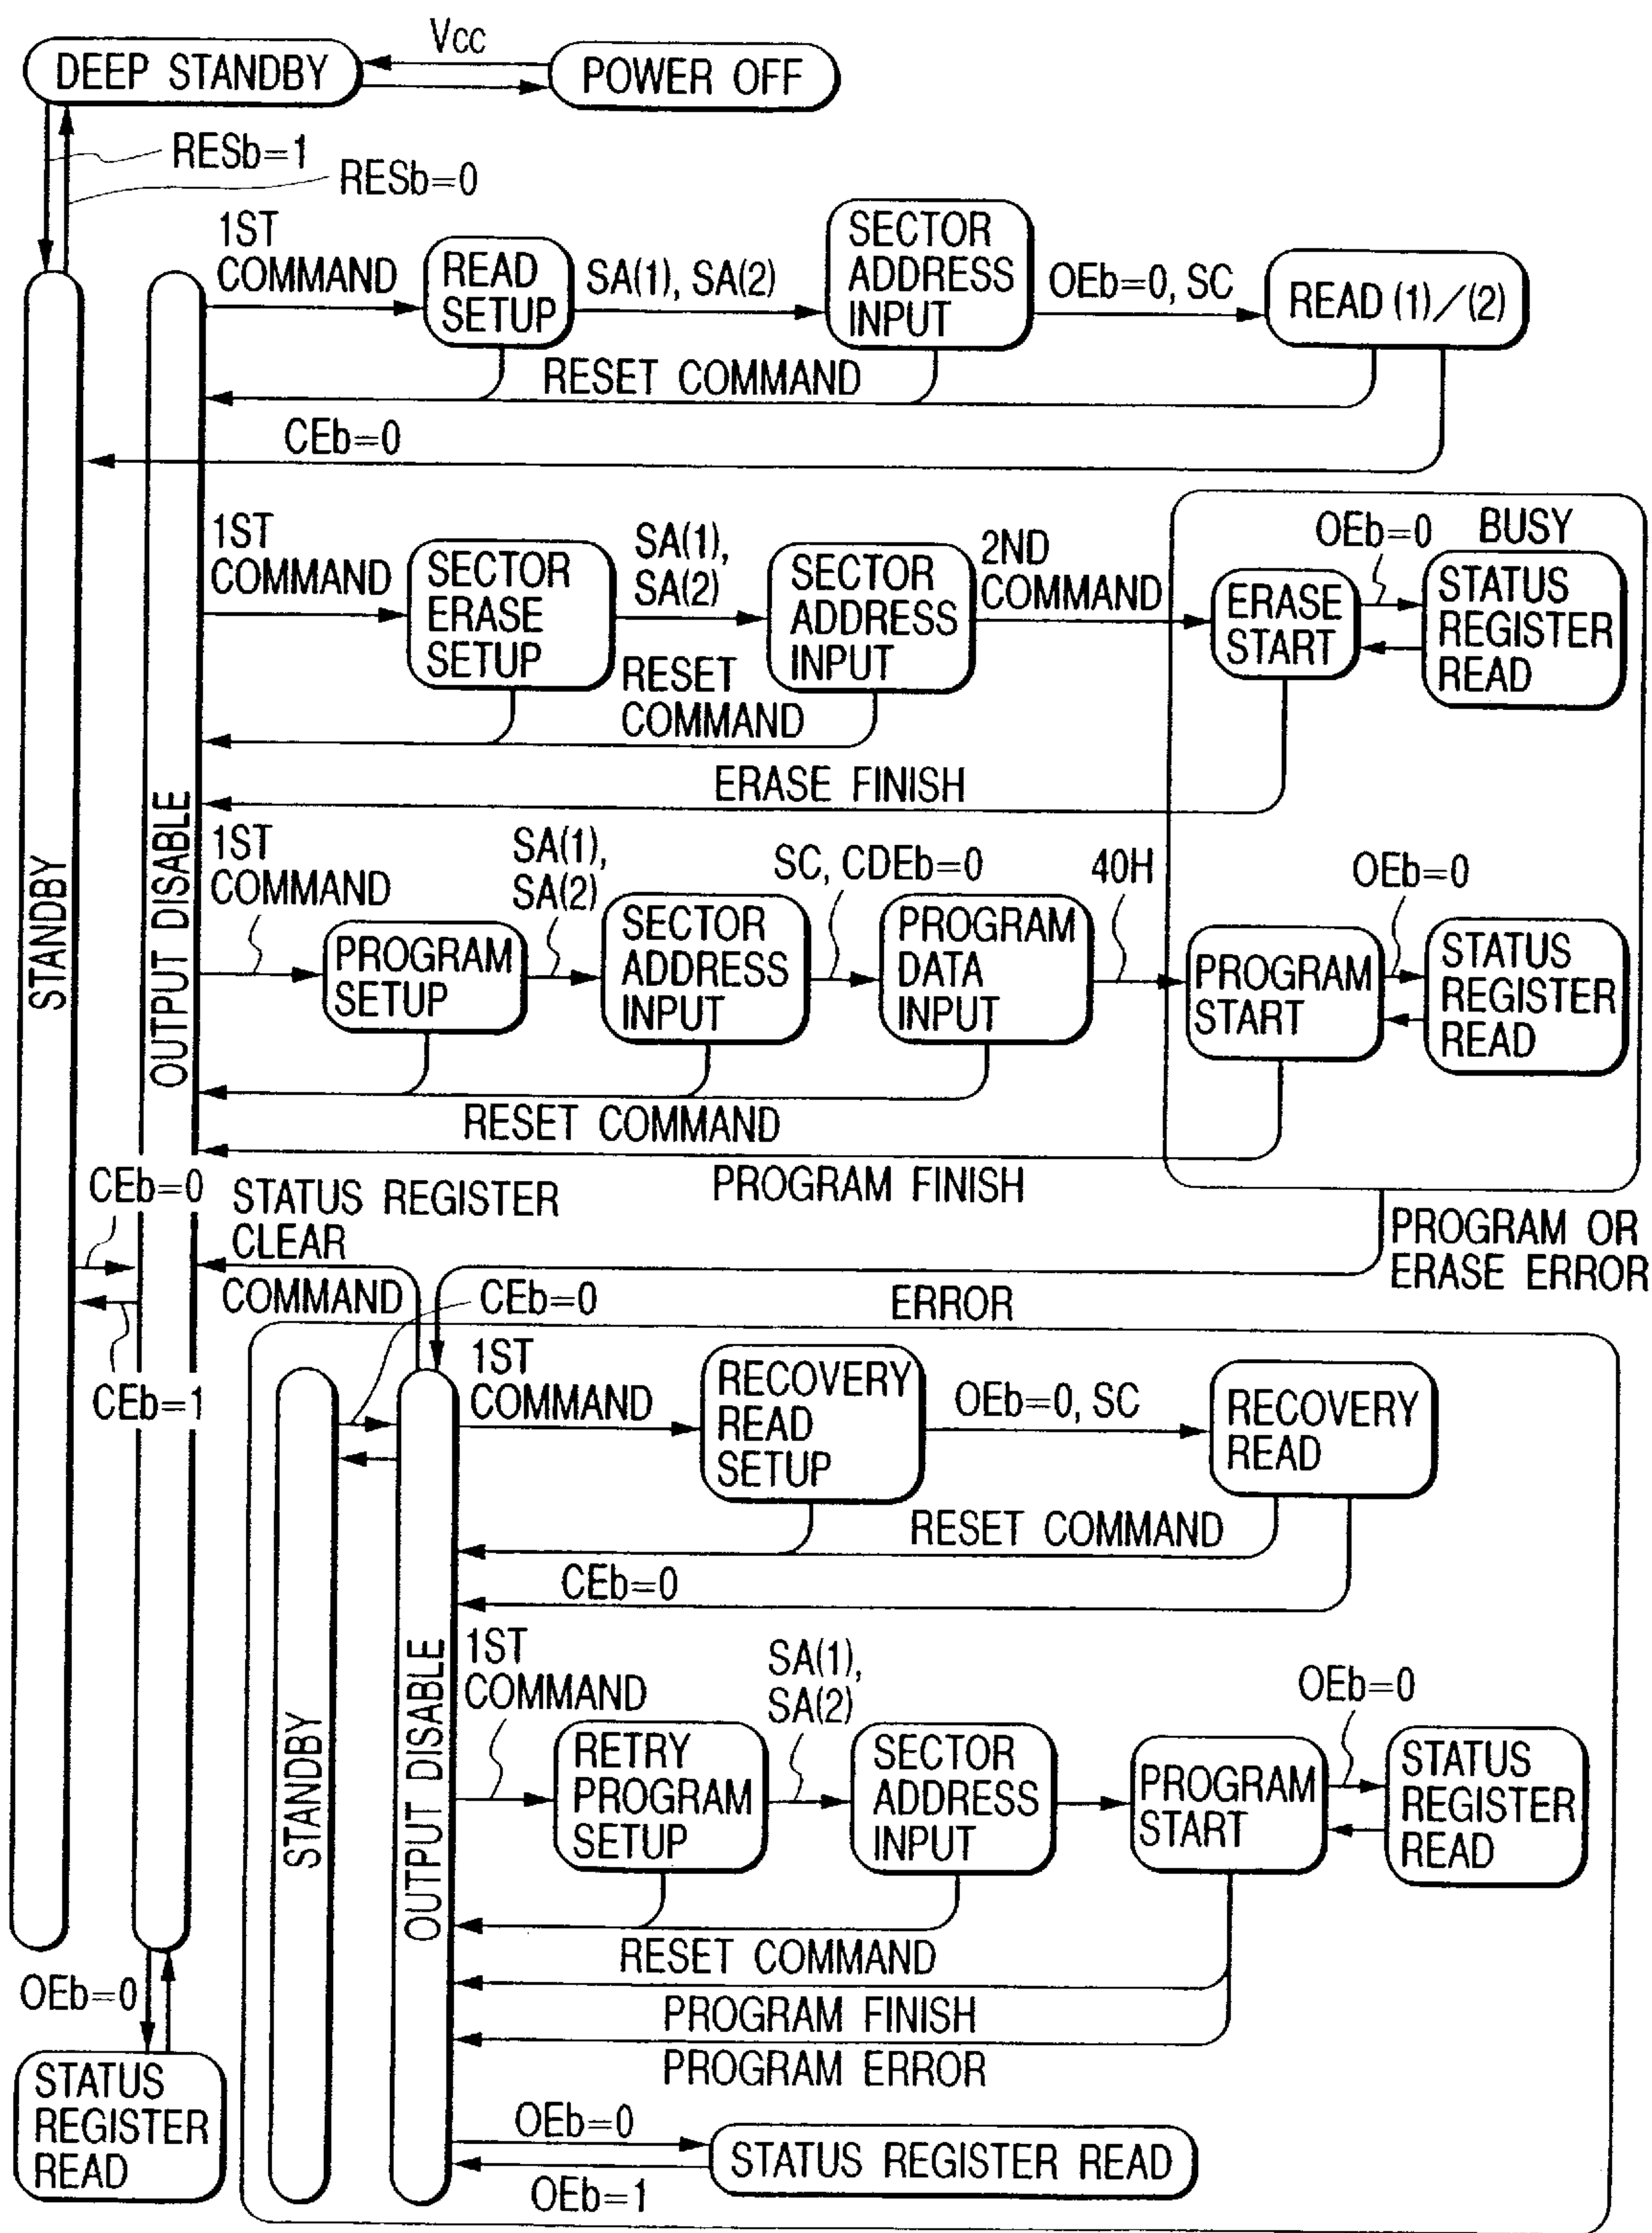 Vcc
DEEP STANDBY
POWER OFF
RESb=1
RESb=0
1ST
COMMAND
READ
SETUP
SA(1), SA(2)
SECTOR
ADDRESS
INPUT
OEb=0, SC
READ (1)/(2)
RESET COMMAND
CEb=0
1ST
COMMAND
SECTOR
ERASE
SETUP
SA(1),
SA(2)
SECTOR
ADDRESS
INPUT
2ND
COMMAND
OEb=0
BUSY
ERASE
START
STATUS
REGISTER
READ
RESET
COMMAND
ERASE FINISH
STANDBY
OUTPUT DISABLE
1ST
COMMAND
PROGRAM
SETUP
SA(1),
SA(2)
SECTOR
ADDRESS
INPUT
SC, CDEb=0
PROGRAM
DATA
INPUT
40H
PROGRAM
START
OEb=0
STATUS
REGISTER
READ
RESET COMMAND
PROGRAM FINISH
CEb=0
CEb=1
STATUS REGISTER
CLEAR
COMMAND
PROGRAM OR
ERASE ERROR
ERROR
CEb=0
1ST
COMMAND
RECOVERY
READ
SETUP
OEb=0, SC
RECOVERY
READ
RESET COMMAND
CEb=0
STANDBY
OUTPUT DISABLE
1ST
COMMAND
RETRY
PROGRAM
SETUP
SA(1),
SA(2)
SECTOR
ADDRESS
INPUT
PROGRAM
START
OEb=0
STATUS
REGISTER
READ
RESET COMMAND
PROGRAM FINISH
PROGRAM ERROR
OEb=0
STATUS
REGISTER
READ
OEb=0
STATUS REGISTER READ
OEb=1